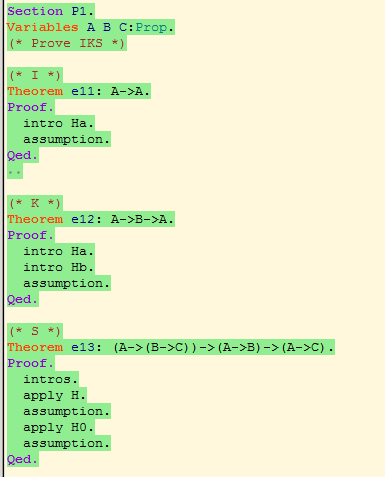 Section P1.
Variables A B C:Prop.
(* Prove IKS *)
(* I *)
Theorem e11: A->A.
Proof.
intro Ha.
assumption.
Qed.
..
(* K *)
Theorem e12: A->B->A.
Proof.
intro Ha.
intro Hb.
assumption.
Qed.
(* S *)
Theorem e13: (A->(B->C))->(A->B)->(A->C).
Proof.
intros.
apply H.
assumption.
apply H0.
assumption.
Qed.